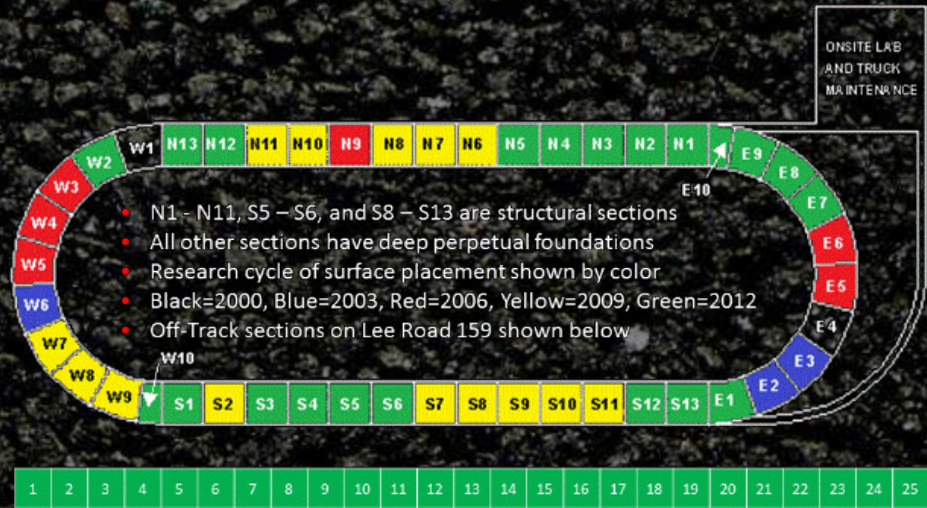 ONSITE LAB
AND TRUCK
MAINTENANCE
W1 N13 N12 N11 N10 N9 N8 N7 N6 N5 N4 N3 N2 N1 E9
W2 E8
W3 E10 E7
W4 E6
W5 E5
W6 E4
W7 E3
W8 W10 E2
W9 S1 S2 S3 S4 S5 S6 S7 S8 S9 S10 S11 S12 S13 E1
• N1 - N11, S5 – S6, and S8 – S13 are structural sections
• All other sections have deep perpetual foundations
• Research cycle of surface placement shown by color
• Black=2000, Blue=2003, Red=2006, Yellow=2009, Green=2012
• Off-Track sections on Lee Road 159 shown below
1 2 3 4 5 6 7 8 9 10 11 12 13 14 15 16 17 18 19 20 21 22 23 24 25